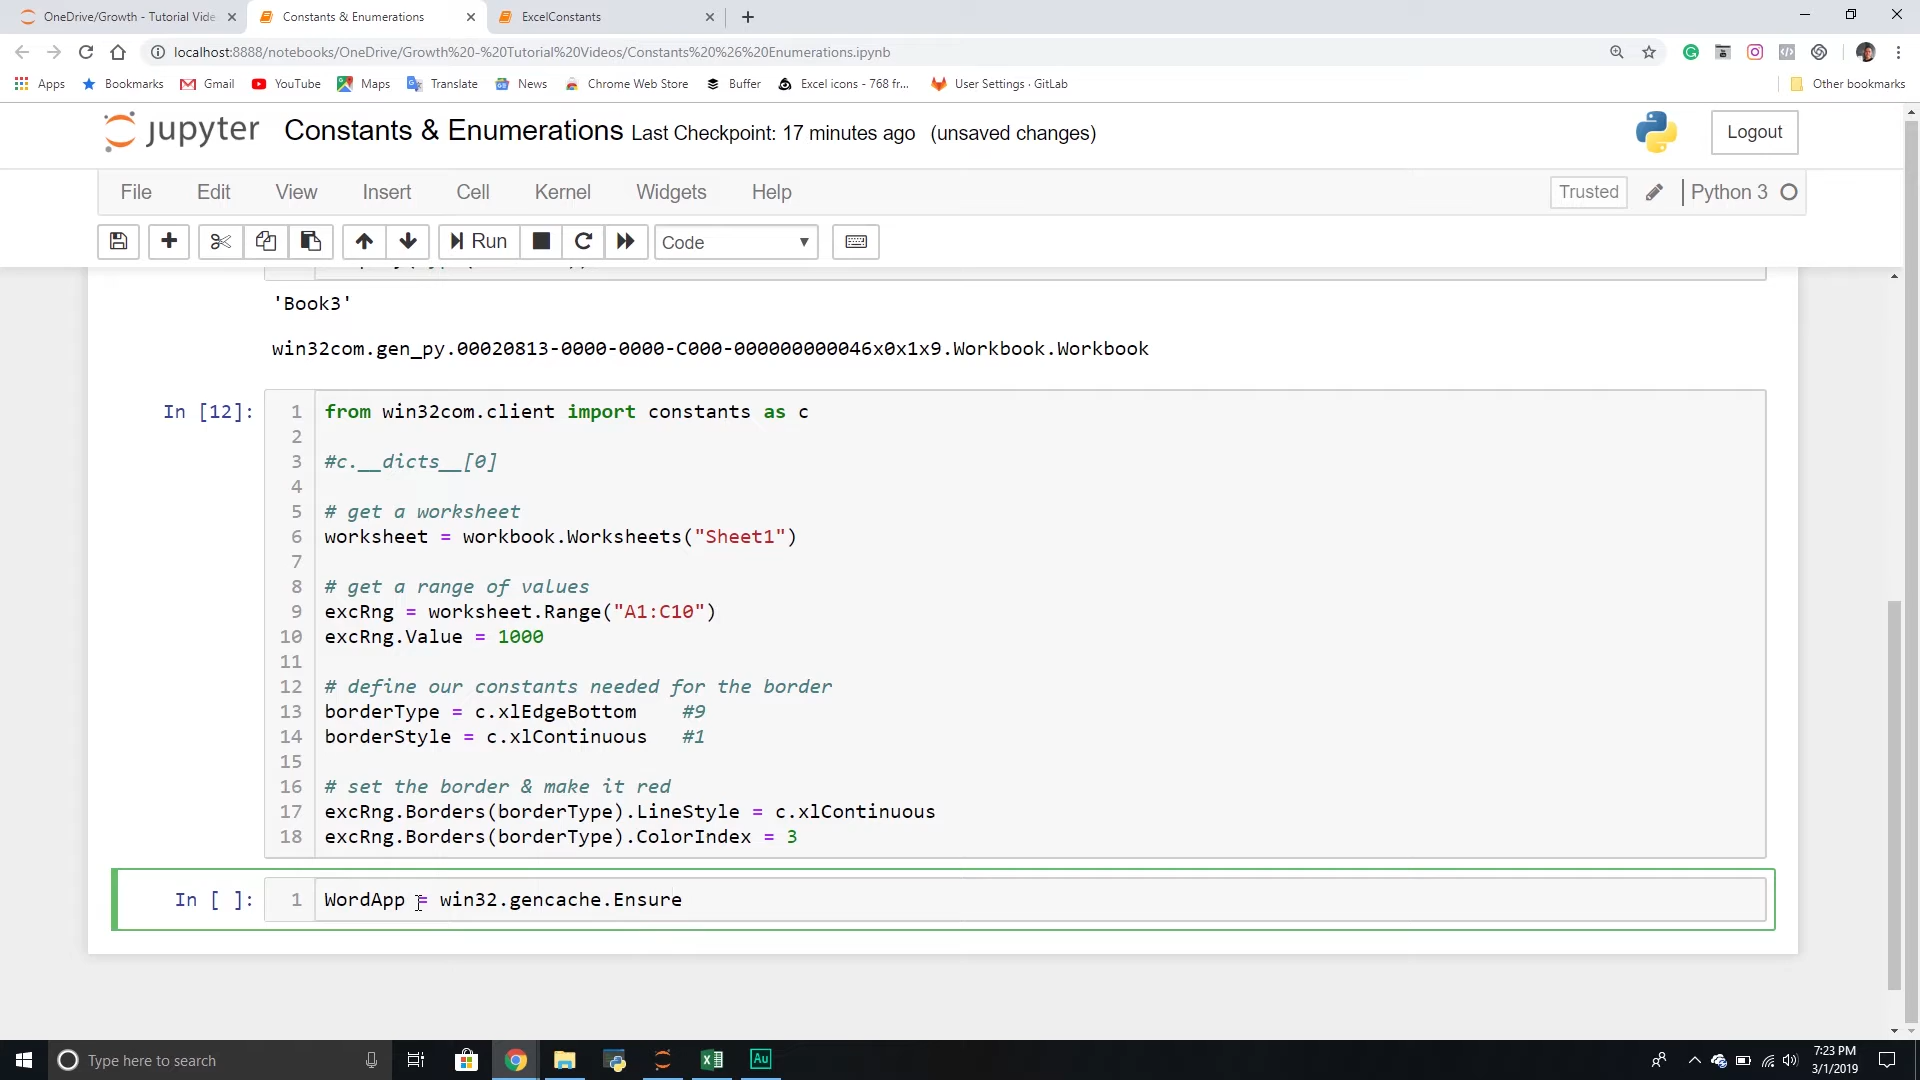 OneDrive/Growth - Tutorial Vide
Constants & Enumerations
ExcelConstants
localhost:8888/notebooks/OneDrive/Growth%20-%20Tutorial%20Videos/Constants%20%26%20Enumerations.ipynb
Apps
Bookmarks
Gmail
YouTube
Maps
Translate
News
Chrome Web Store
Buffer
Excel icons - 768 fr...
User Settings · GitLab
Other bookmarks
jupyter
Constants & Enumerations Last Checkpoint: 17 minutes ago (unsaved changes)
Logout
File
Edit
View
Insert
Cell
Kernel
Widgets
Help
Trusted
Python 3
Run
Code
'Book3'
win32com.gen_py.00020813-0000-0000-C000-000000000046x0x1x9.Workbook.Workbook
In [12]:
1 from win32com.client import constants as c
2
3 #c.__dicts__[0]
4
5 # get a worksheet
6 worksheet = workbook.Worksheets("Sheet1")
7
8 # get a range of values
9 excRng = worksheet.Range("A1:C10")
10 excRng.Value = 1000
11
12 # define our constants needed for the border
13 borderType = c.xlEdgeBottom    #9
14 borderStyle = c.xlContinuous   #1
15
16 # set the border & make it red
17 excRng.Borders(borderType).LineStyle = c.xlContinuous
18 excRng.Borders(borderType).ColorIndex = 3
In [ ]:
1 WordApp = win32.gencache.Ensure
Type here to search
Au
7:23 PM
3/1/2019